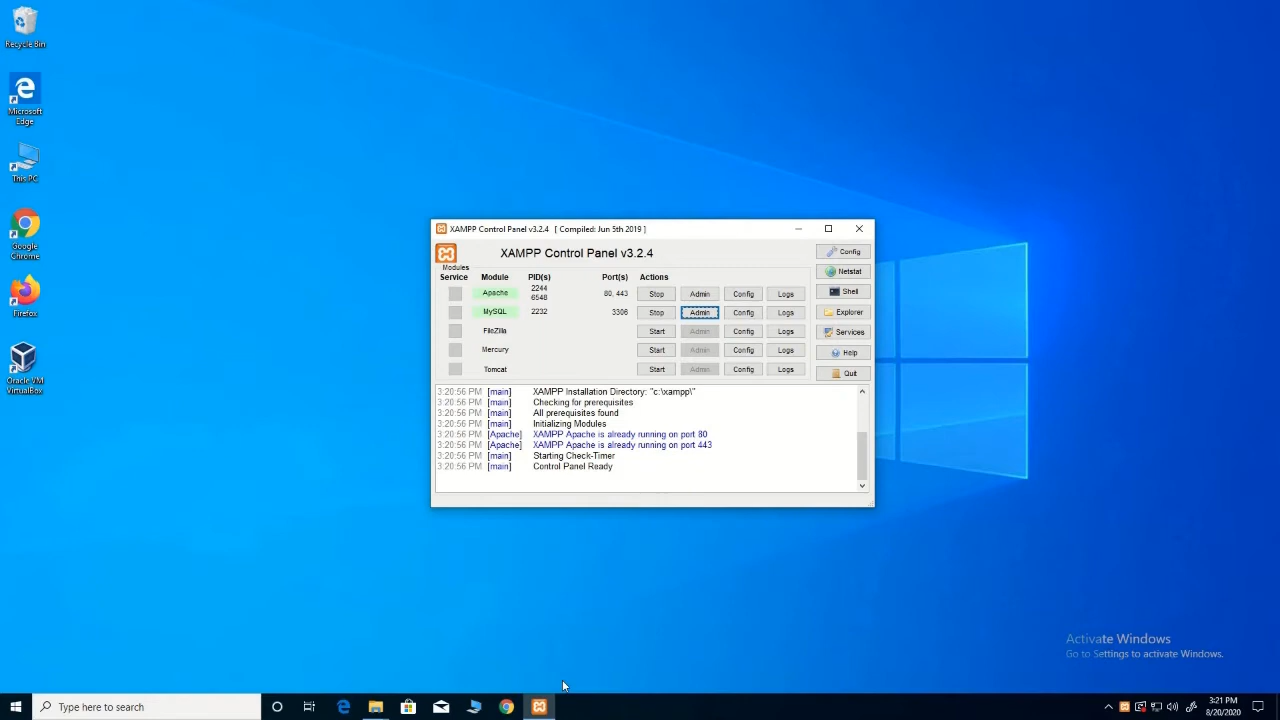 Recycle Bin
Microsoft
Edge
This PC
Google
Chrome
Firefox
Oracle VM
VirtualBox
XAMPP Control Panel v3.2.4 [ Compiled: Jun 5th 2019 ]
XAMPP Control Panel v3.2.4
Config
Modules
Service Module PID(s) Port(s) Actions
Netstat
Apache 2244 6548 80, 443 Stop Admin Config Logs
Shell
MySQL 2232 3306 Stop Admin Config Logs
Explorer
FileZilla Start Admin Config Logs
Services
Mercury Start Admin Config Logs
Help
Tomcat Start Admin Config Logs
Quit
3:20:56 PM [main] XAMPP Installation Directory: "c:\xampp\"
3:20:56 PM [main] Checking for prerequisites
3:20:56 PM [main] All prerequisites found
3:20:56 PM [main] Initializing Modules
3:20:56 PM [Apache] XAMPP Apache is already running on port 80
3:20:56 PM [Apache] XAMPP Apache is already running on port 443
3:20:56 PM [main] Starting Check-Timer
3:20:56 PM [main] Control Panel Ready
Activate Windows
Go to Settings to activate Windows.
Type here to search
3:21 PM
8/20/2020